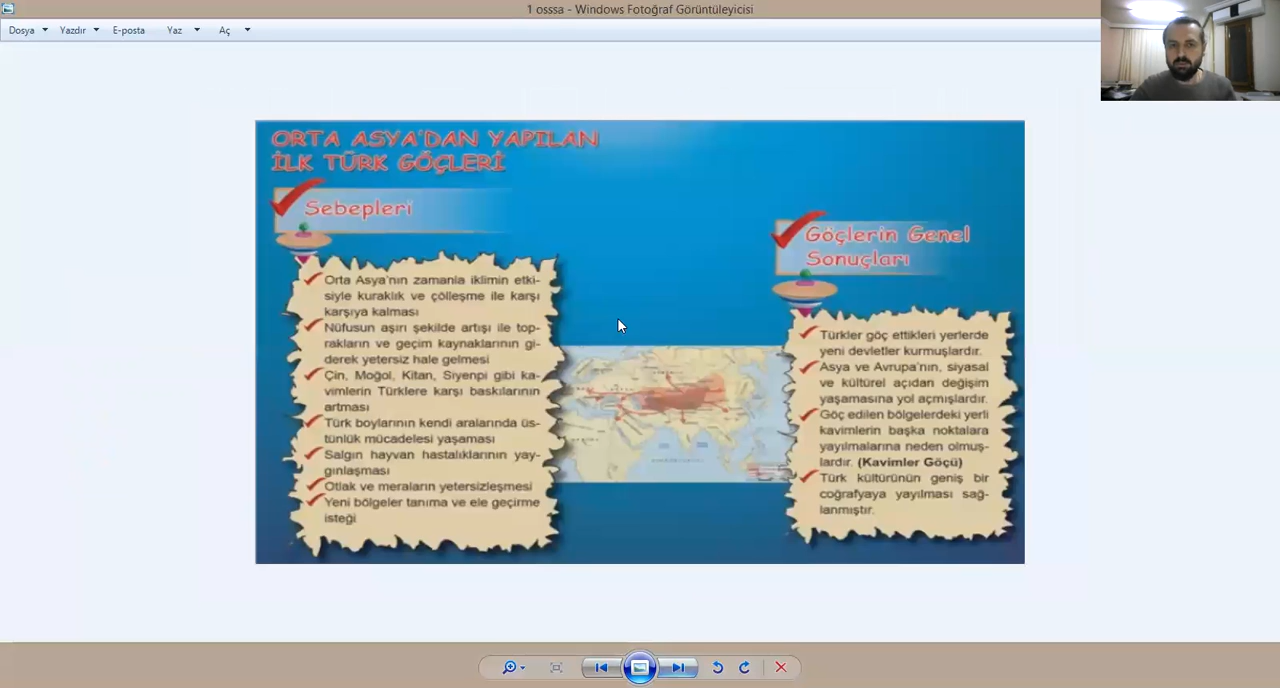 1 osssa - Windows Fotoğraf Görüntüleyicisi
Dosya Yazdır E-posta Yaz Aç
ORTA ASYA'DAN YAPILAN
İLK TÜRK GÖÇLERİ
Sebepleri
Orta Asya'nın zamanla iklimin etki-
siyle kuraklık ve çölleşme ile karşı
karşıya kalması
Nüfusun aşırı şekilde artışı ile top-
rakların ve geçim kaynaklarının gi-
derek yetersiz hale gelmesi
Çin, Moğol, Kitan, Siyenpi gibi ka-
vimlerin Türklere karşı baskılarının
artması
Türk boylarının kendi aralarında üs-
tünlük mücadelesi yaşaması
Salgın hayvan hastalıklarının yay-
gınlaşması
Otlak ve meraların yetersizleşmesi
Yeni bölgeler tanıma ve ele geçirme
isteği
Göçlerin Genel
Sonuçları
Türkler göç ettikleri yerlerde
yeni devletler kurmuşlardır.
Asya ve Avrupa'nın, siyasal
ve kültürel açıdan değişim
yaşamasına yol açmışlardır.
Göç edilen bölgelerdeki yerli
kavimlerin başka noktalara
yayılmalarına neden olmuş-
lardır. (Kavimler Göçü)
Türk kültürünün geniş bir
coğrafyaya yayılması sağ-
lanmıştır.